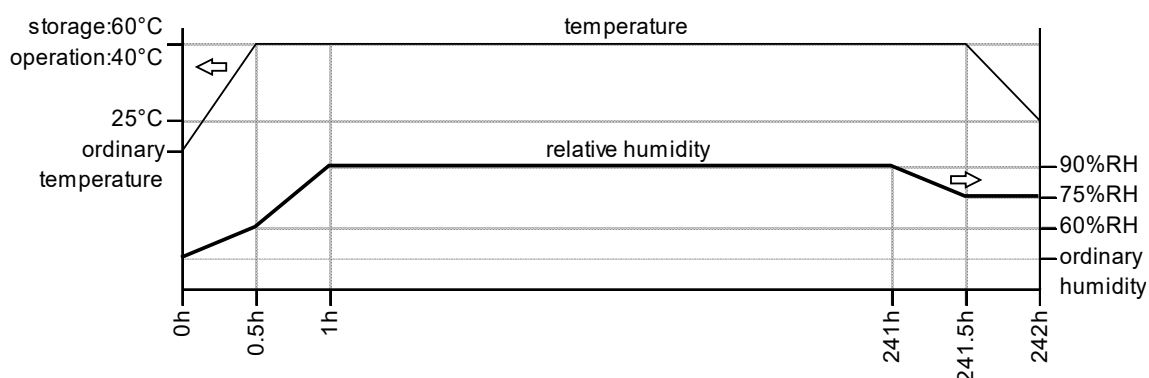 storage:60°C
operation:40°C
25°C
ordinary
temperature
temperature
relative humidity
90%RH
75%RH
60%RH
ordinary
humidity
0h
0.5h
1h
241h
241.5h
242h